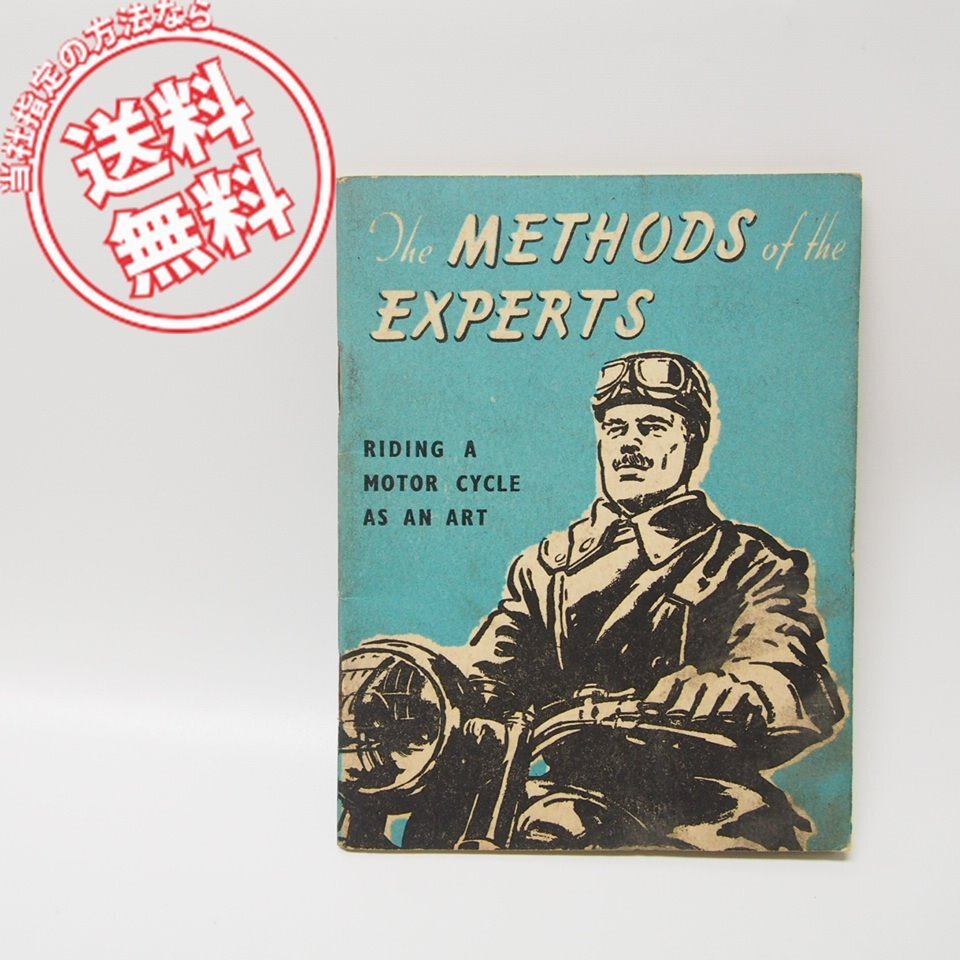 当社指定の方法なら
送料
無料
The METHODS of the
EXPERTS
RIDING A
MOTOR CYCLE
AS AN ART